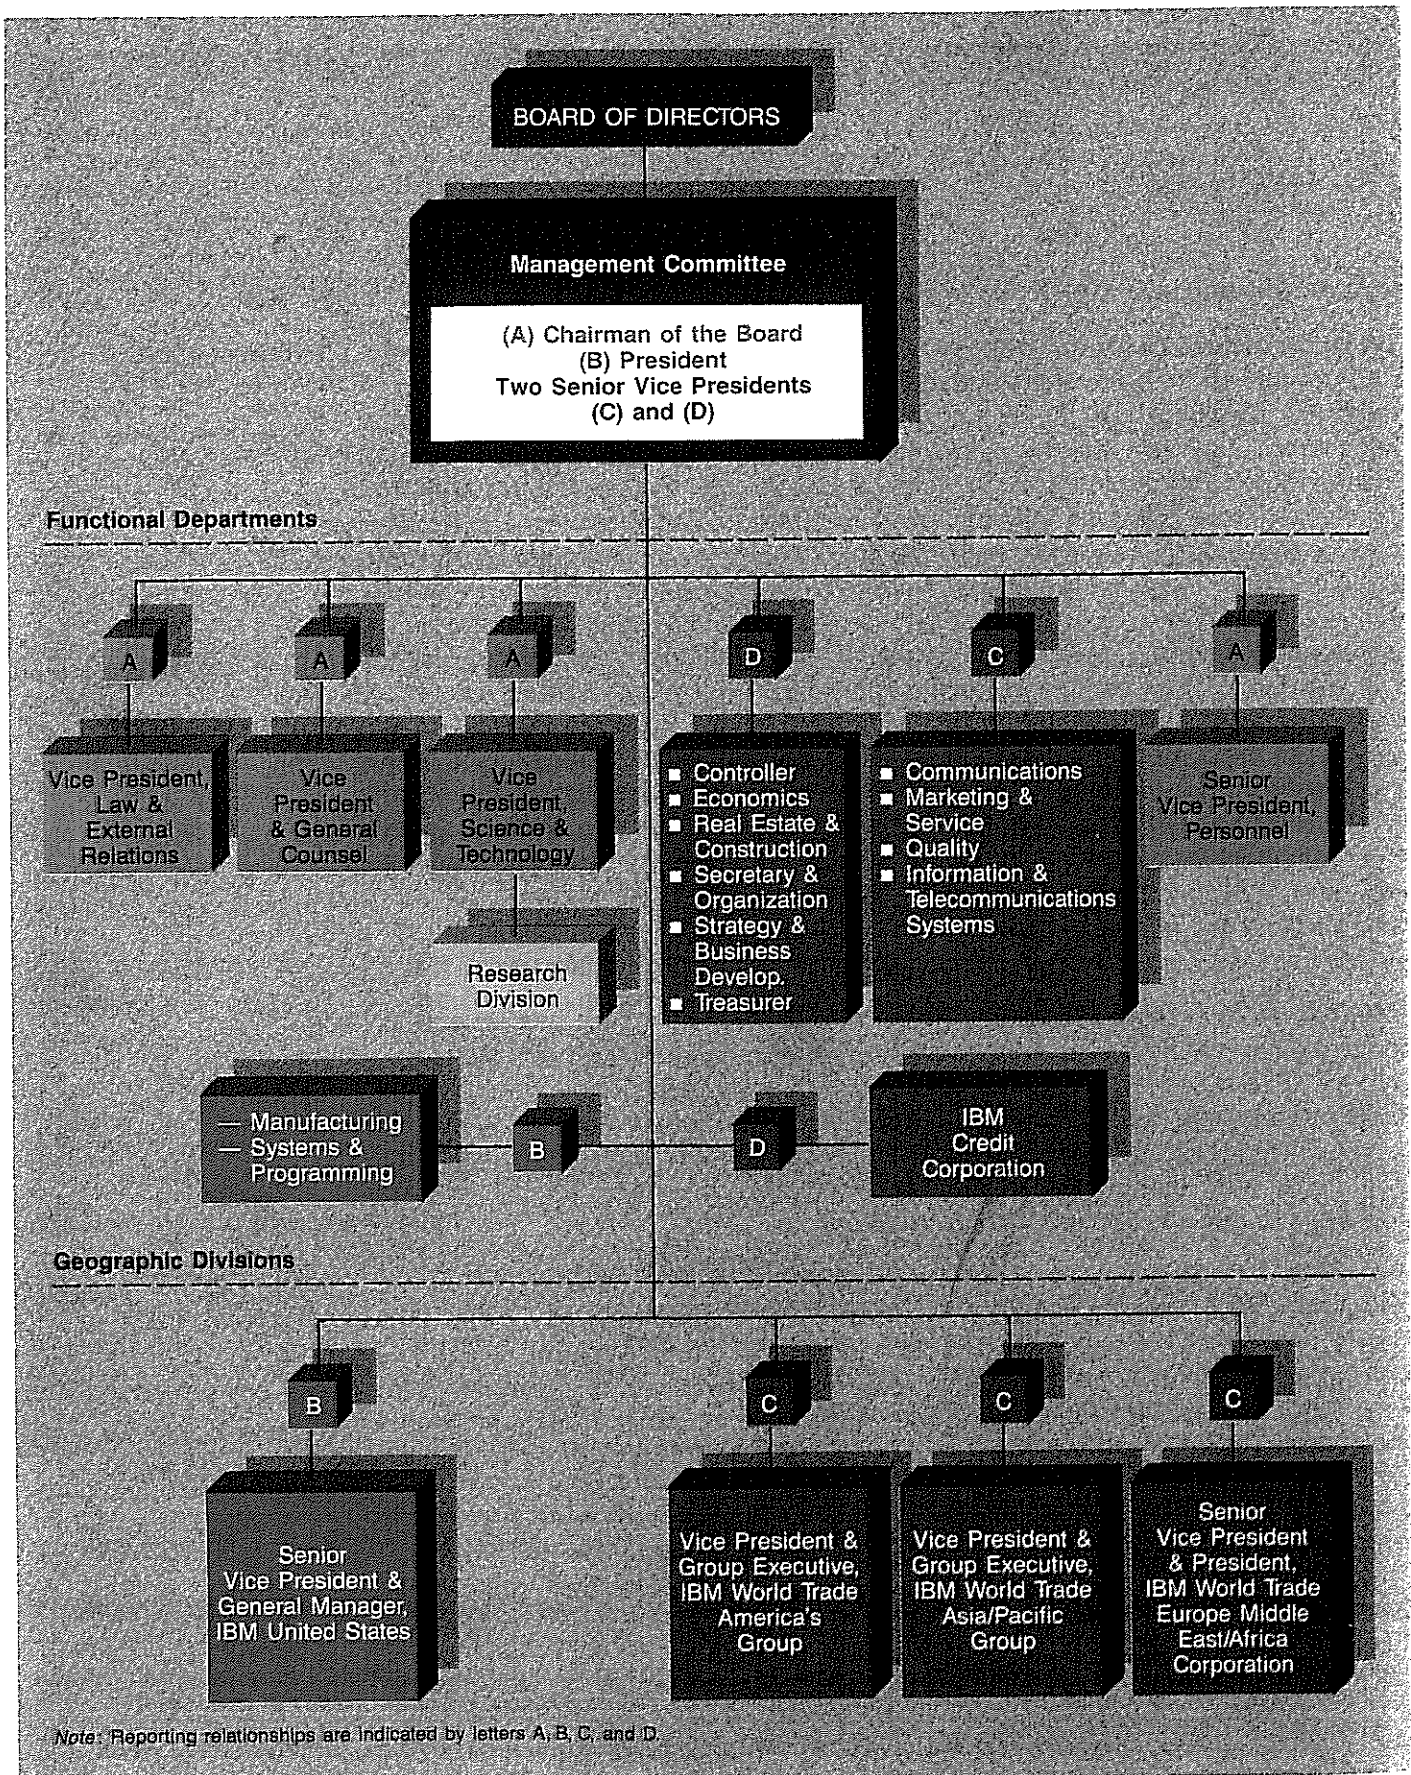 BOARD OF DIRECTORS
Management Committee
(A) Chairman of the Board
(B) President
Two Senior Vice Presidents
(C) and (D)
Functional Departments
A
A
A
D
C
A
Vice President,
Law &
External
Relations
Vice
President
& General
Counsel
Vice
President,
Science &
Technology
Research
Division
■ Controller
■ Economics
■ Real Estate &
Construction
■ Secretary &
Organization
■ Strategy &
Business
Develop.
■ Treasurer
■ Communications
■ Marketing &
Service
■ Quality
■ Information &
Telecommunications
Systems
Senior
Vice President,
Personnel
— Manufacturing
— Systems &
Programming
B
D
IBM
Credit
Corporation
Geographic Divisions
B
C
C
C
Senior
Vice President &
General Manager,
IBM United States
Vice President &
Group Executive,
IBM World Trade
America's
Group
Vice President &
Group Executive,
IBM World Trade
Asia/Pacific
Group
Senior
Vice President
& President,
IBM World Trade
Europe Middle
East/Africa
Corporation
Note: Reporting relationships are indicated by letters A, B, C, and D.